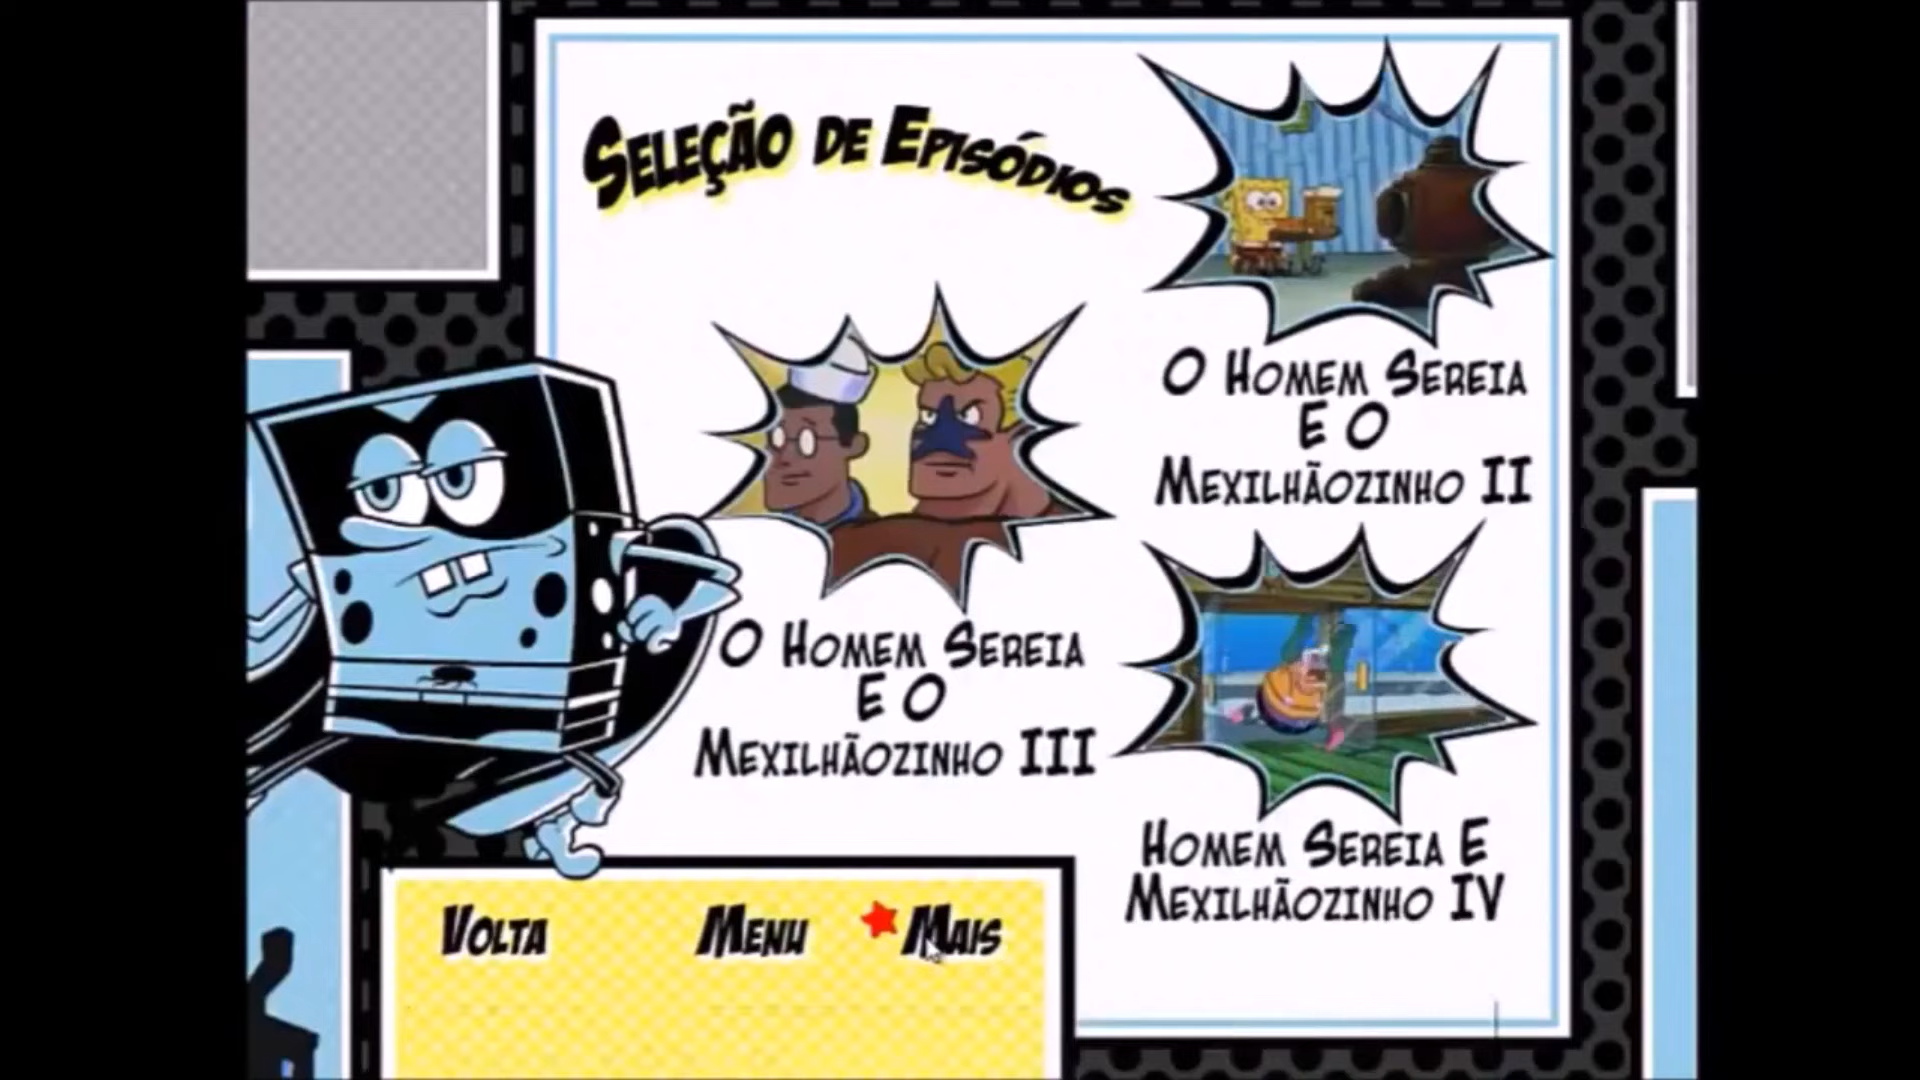 Seleção de Episódios
O Homem Sereia
e o
Mexilhãozinho II
O Homem Sereia
e o
Mexilhãozinho III
Homem Sereia e
Mexilhãozinho IV
Volta Menu Mais